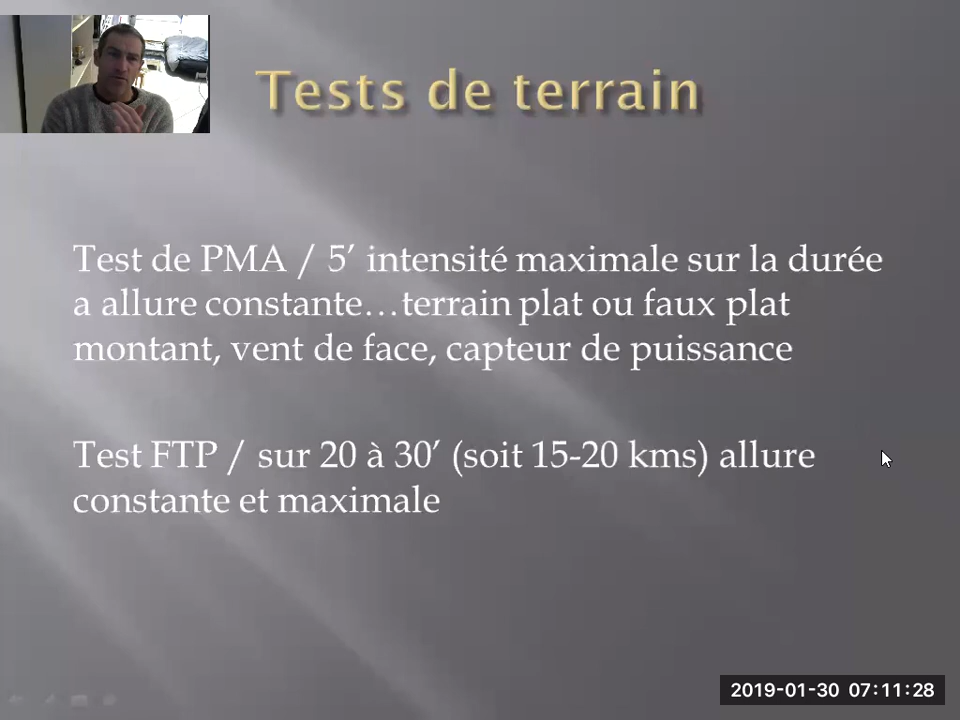 Tests de terrain
Test de PMA / 5’ intensité maximale sur la durée
a allure constante…terrain plat ou faux plat
montant, vent de face, capteur de puissance
Test FTP / sur 20 à 30’ (soit 15-20 kms) allure
constante et maximale
2019-01-30 07:11:28